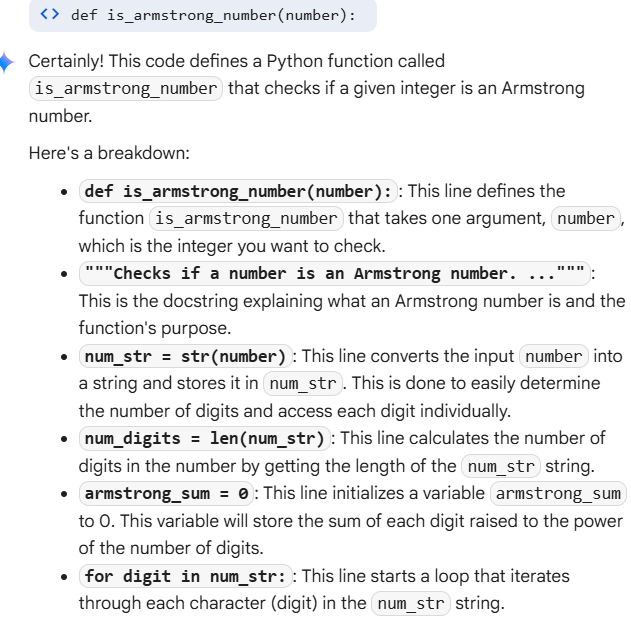 <> def is_armstrong_number(number):
Certainly! This code defines a Python function called
is_armstrong_number that checks if a given integer is an Armstrong
number.
Here's a breakdown:
• def is_armstrong_number(number): : This line defines the
function is_armstrong_number that takes one argument, number ,
which is the integer you want to check.
• """Checks if a number is an Armstrong number. ...""" :
This is the docstring explaining what an Armstrong number is and the
function's purpose.
• num_str = str(number) : This line converts the input number into
a string and stores it in num_str . This is done to easily determine
the number of digits and access each digit individually.
• num_digits = len(num_str) : This line calculates the number of
digits in the number by getting the length of the num_str string.
• armstrong_sum = 0 : This line initializes a variable armstrong_sum
to 0. This variable will store the sum of each digit raised to the power
of the number of digits.
• for digit in num_str: : This line starts a loop that iterates
through each character (digit) in the num_str string.